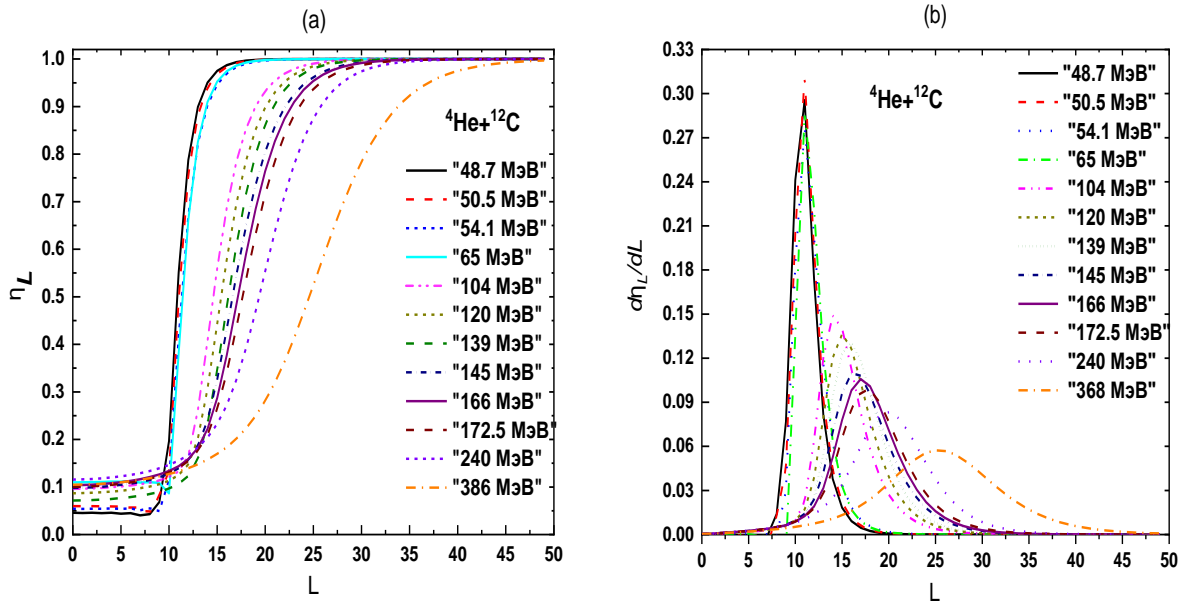 (a)
1.0
0.9
0.8
0.7
0.6
0.5
0.4
0.3
0.2
0.1
0.0
η_L
⁴He+¹²C
"48.7 МэВ"
"50.5 МэВ"
"54.1 МэВ"
"65 МэВ"
"104 МэВ"
"120 МэВ"
"139 МэВ"
"145 МэВ"
"166 МэВ"
"172.5 МэВ"
"240 МэВ"
"386 МэВ"
0 5 10 15 20 25 30 35 40 45 50
L
(b)
0.33
0.30
0.27
0.24
0.21
0.18
0.15
0.12
0.09
0.06
0.03
0.00
dη_L/dL
⁴He+¹²C
"48.7 МэВ"
"50.5 МэВ"
"54.1 МэВ"
"65 МэВ"
"104 МэВ"
"120 МэВ"
"139 МэВ"
"145 МэВ"
"166 МэВ"
"172.5 МэВ"
"240 МэВ"
"368 МэВ"
0 5 10 15 20 25 30 35 40 45 50
L